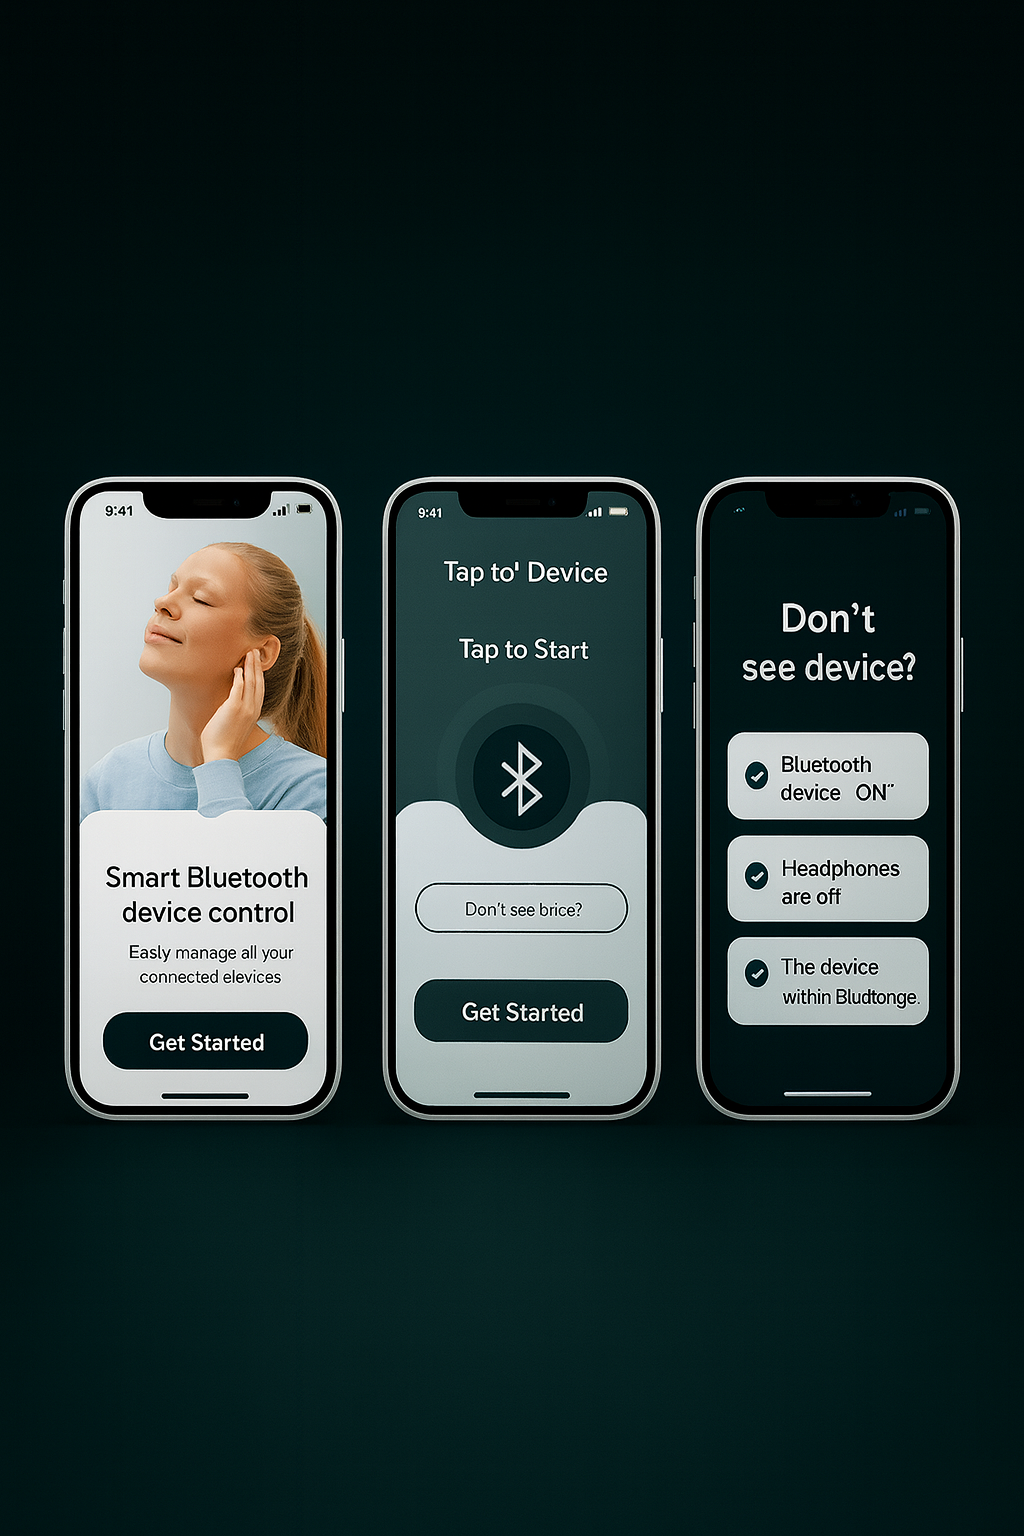 9:41
Smart Bluetooth
device control
Easly manage all your
connected elevices
Get Started
9:41
Tap to' Device
Tap to Start
Don't see brice?
Get Started
Don't
see device?
Bluetooth
device ON"
Headphones
are off
The device
within Bludtonge.